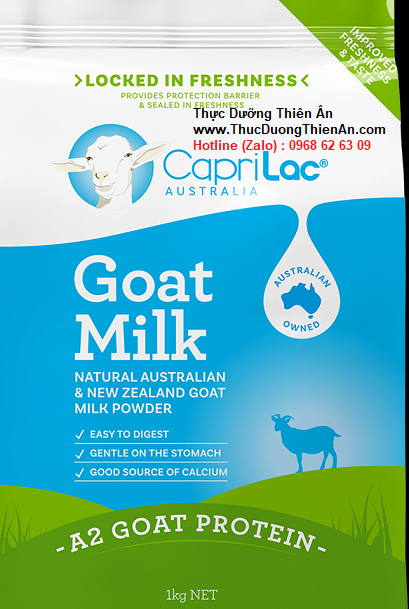 LOCKED IN FRESHNESS
PROVIDES PROTECTION BARRIER
& SEALED IN FRESHNESS
IMPROVED
FRESHNESS
& TASTE
Thực Dưỡng Thiên Ân
www.ThucDuongThienAn.com
Hotline (Zalo) : 0968 62 63 09
CapriLac®
AUSTRALIA
AUSTRALIAN
OWNED
Goat
Milk
NATURAL AUSTRALIAN
& NEW ZEALAND GOAT
MILK POWDER
✓ EASY TO DIGEST
✓ GENTLE ON THE STOMACH
✓ GOOD SOURCE OF CALCIUM
-A2 GOAT PROTEIN-
1kg NET